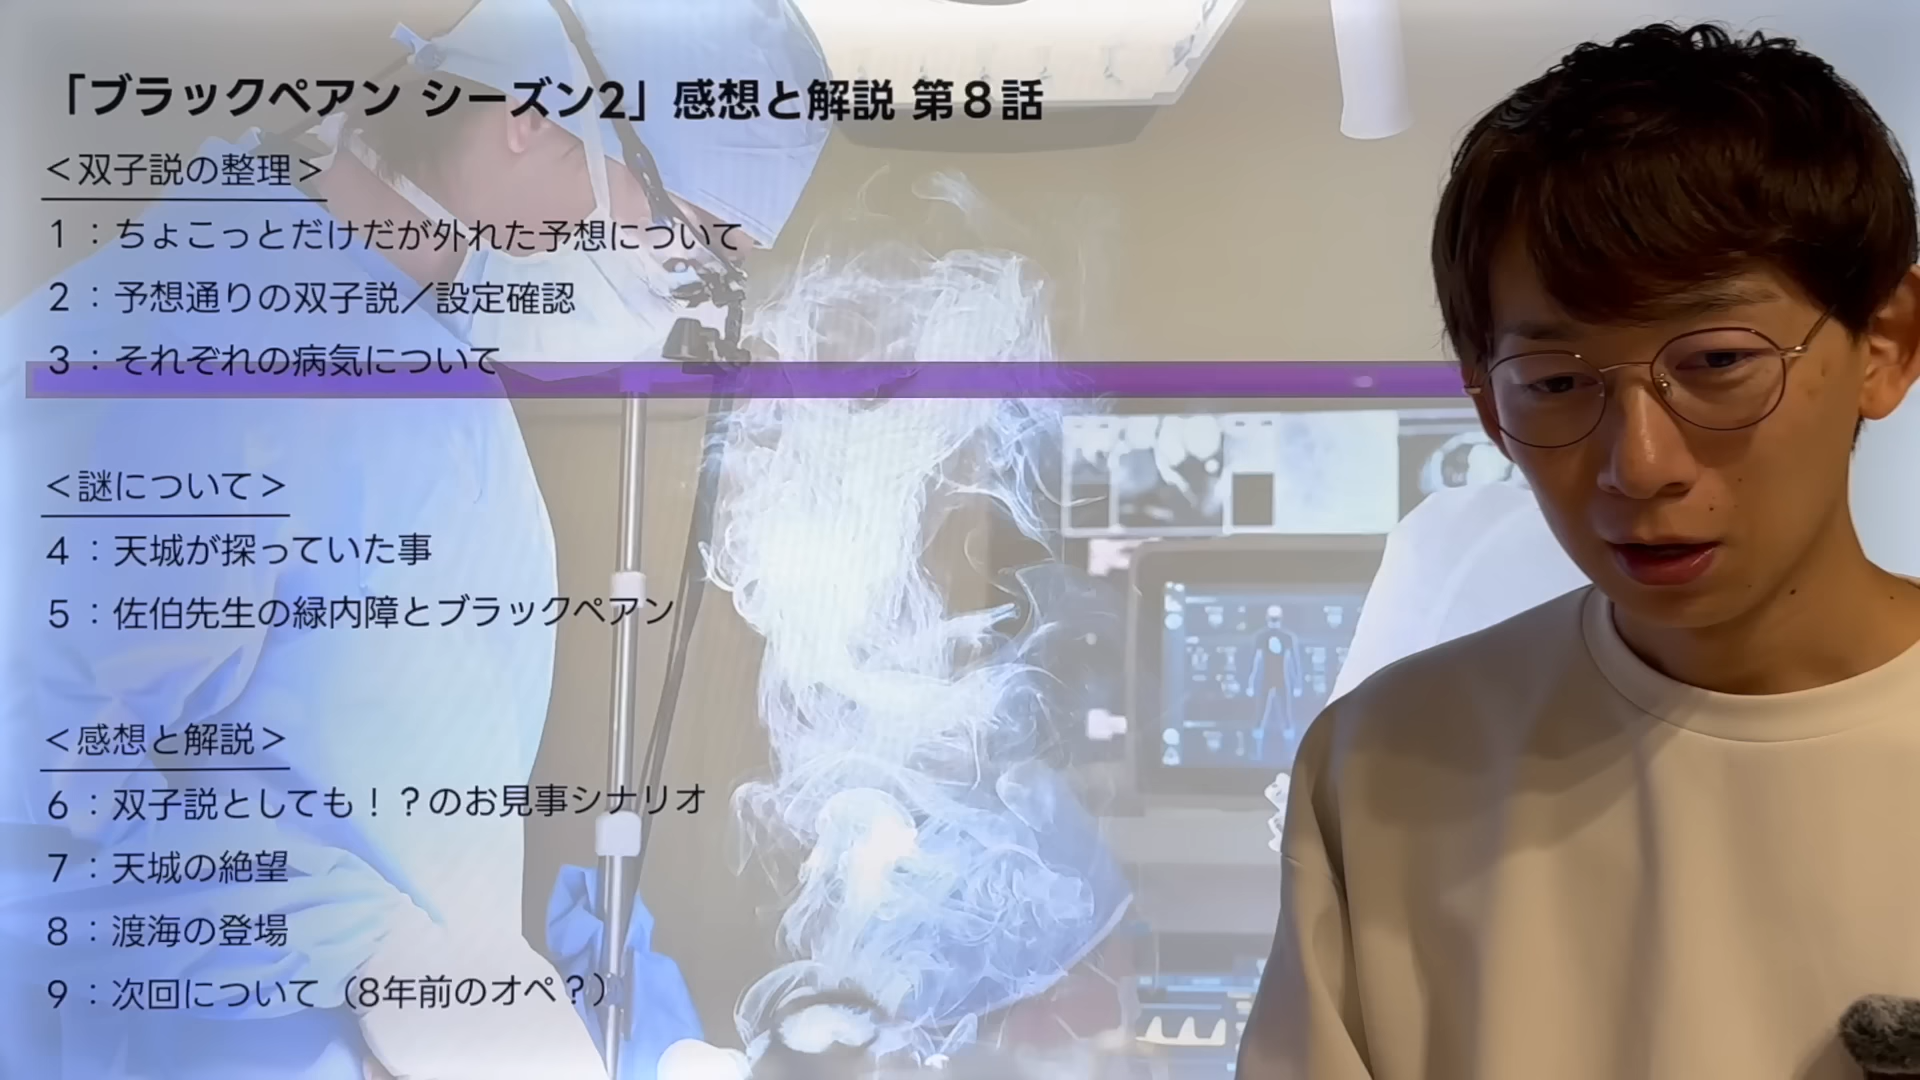 「ブラックペアン シーズン2」感想と解説 第８話
＜双子説の整理＞
1 ：ちょこっとだけだが外れた予想について
2 ：予想通りの双子説／設定確認
3 ：それぞれの病気について
＜謎について＞
4 ：天城が探っていた事
5 ：佐伯先生の緑内障とブラックペアン
＜感想と解説＞
6 ：双子説としても！？のお見事シナリオ
7 ：天城の絶望
8 ：渡海の登場
9 ：次回について（8年前のオペ？）